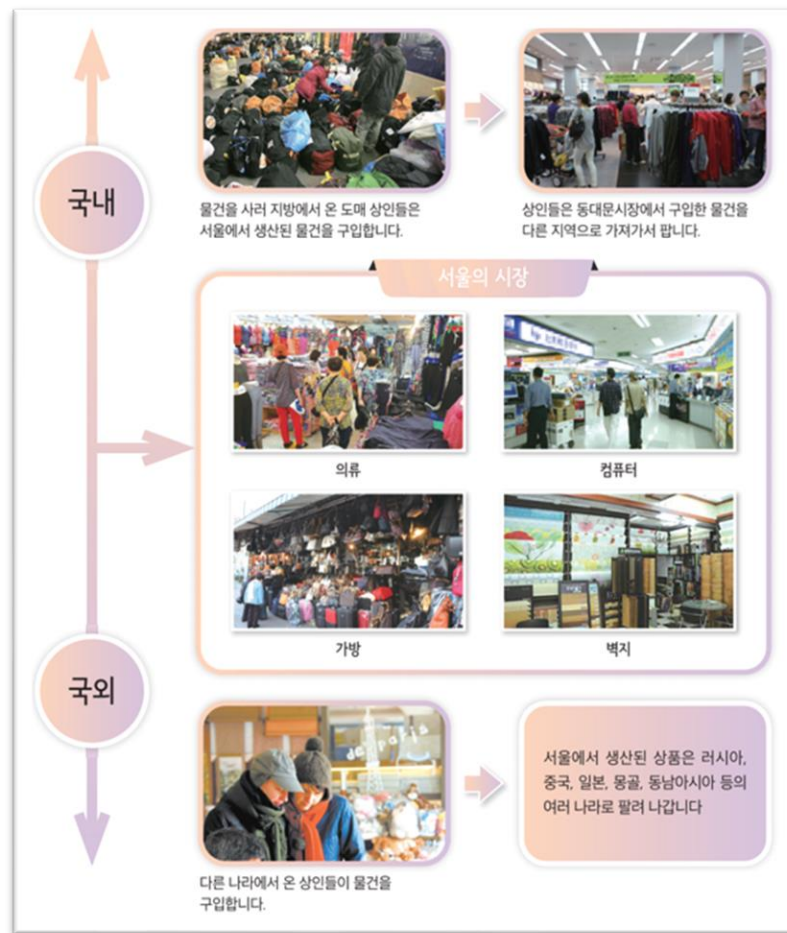 국내
물건을 사러 지방에서 온 도매 상인들은
서울에서 생산된 물건을 구입합니다.
상인들은 동대문시장에서 구입한 물건을
다른 지역으로 가져가서 팝니다.
서울의 시장
의류
컴퓨터
가방
벽지
국외
다른 나라에서 온 상인들이 물건을
구입합니다.
서울에서 생산된 상품은 러시아,
중국, 일본, 몽골, 동남아시아 등의
여러 나라로 팔려 나갑니다